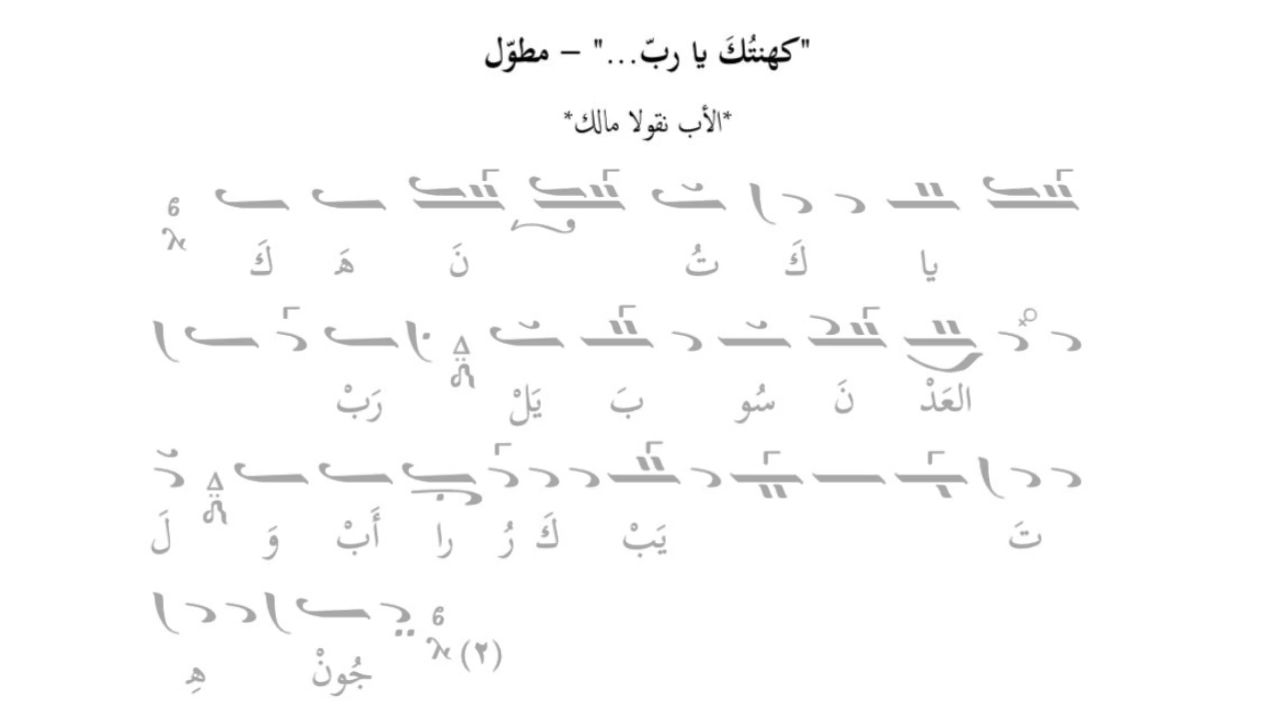 "كهنتُكَ يا ربّ..." – مطوّل
*الأب نقولا مالك*
كَ هَ نَ تُ كَ يا
رَبْ يَلْ بَ سُو نَ العَدْ
لَ وَ أَبْ را رُ كَ يَبْ تَ
هِ جُونْ (٢)